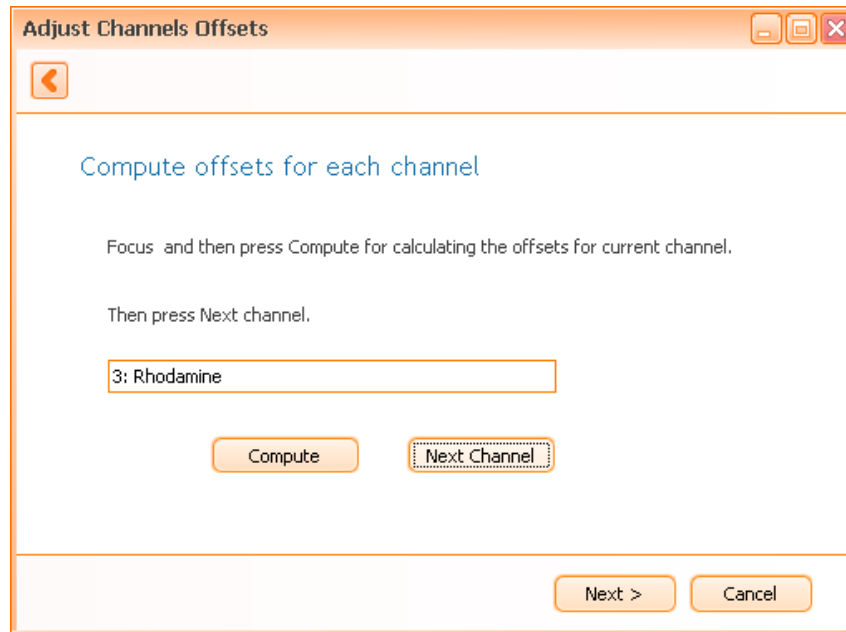 Adjust Channels Offsets
Compute offsets for each channel
Focus and then press Compute for calculating the offsets for current channel.
Then press Next channel.
3: Rhodamine
Compute
Next Channel
Next >
Cancel